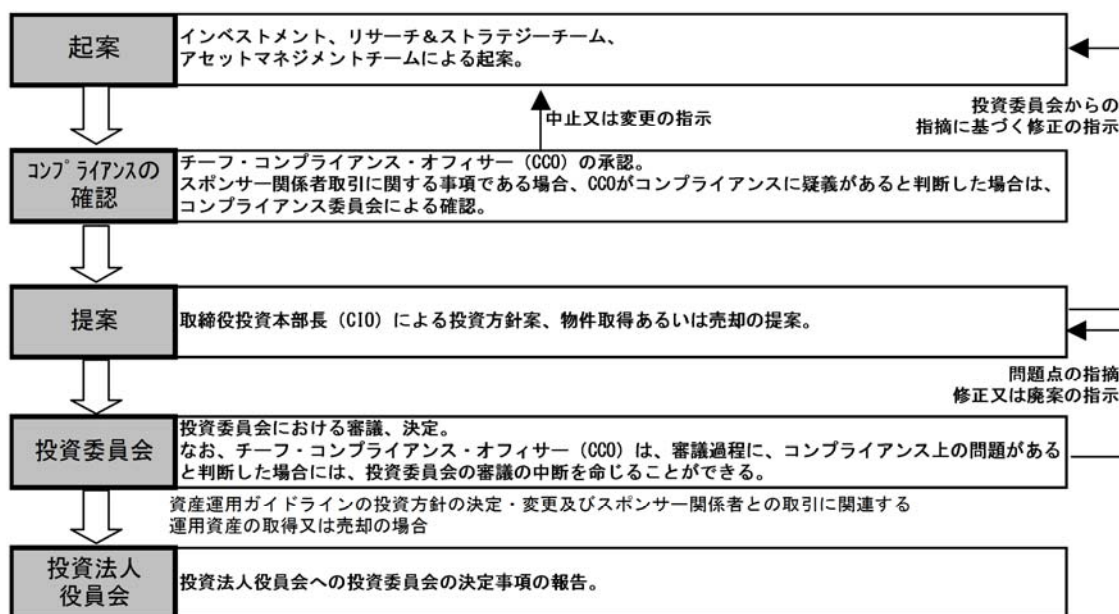 起案
インベストメント、リサーチ＆ストラテジーチーム、
アセットマネジメントチームによる起案。
中止又は変更の指示
投資委員会からの
指摘に基づく修正の指示
ｺﾝﾌﾟﾗｲｱﾝｽの
確認
チーフ・コンプライアンス・オフィサー（CCO）の承認。
スポンサー関係者取引に関する事項である場合、CCOがコンプライアンスに疑義があると判断した場合は、
コンプライアンス委員会による確認。
提案
取締役投資本部長（CIO）による投資方針案、物件取得あるいは売却の提案。
問題点の指摘
修正又は廃案の指示
投資委員会
投資委員会における審議、決定。
なお、チーフ・コンプライアンス・オフィサー（CCO）は、審議過程に、コンプライアンス上の問題がある
と判断した場合には、投資委員会の審議の中断を命じることができる。
資産運用ガイドラインの投資方針の決定・変更及びスポンサー関係者との取引に関連する
運用資産の取得又は売却の場合
投資法人
役員会
投資法人役員会への投資委員会の決定事項の報告。